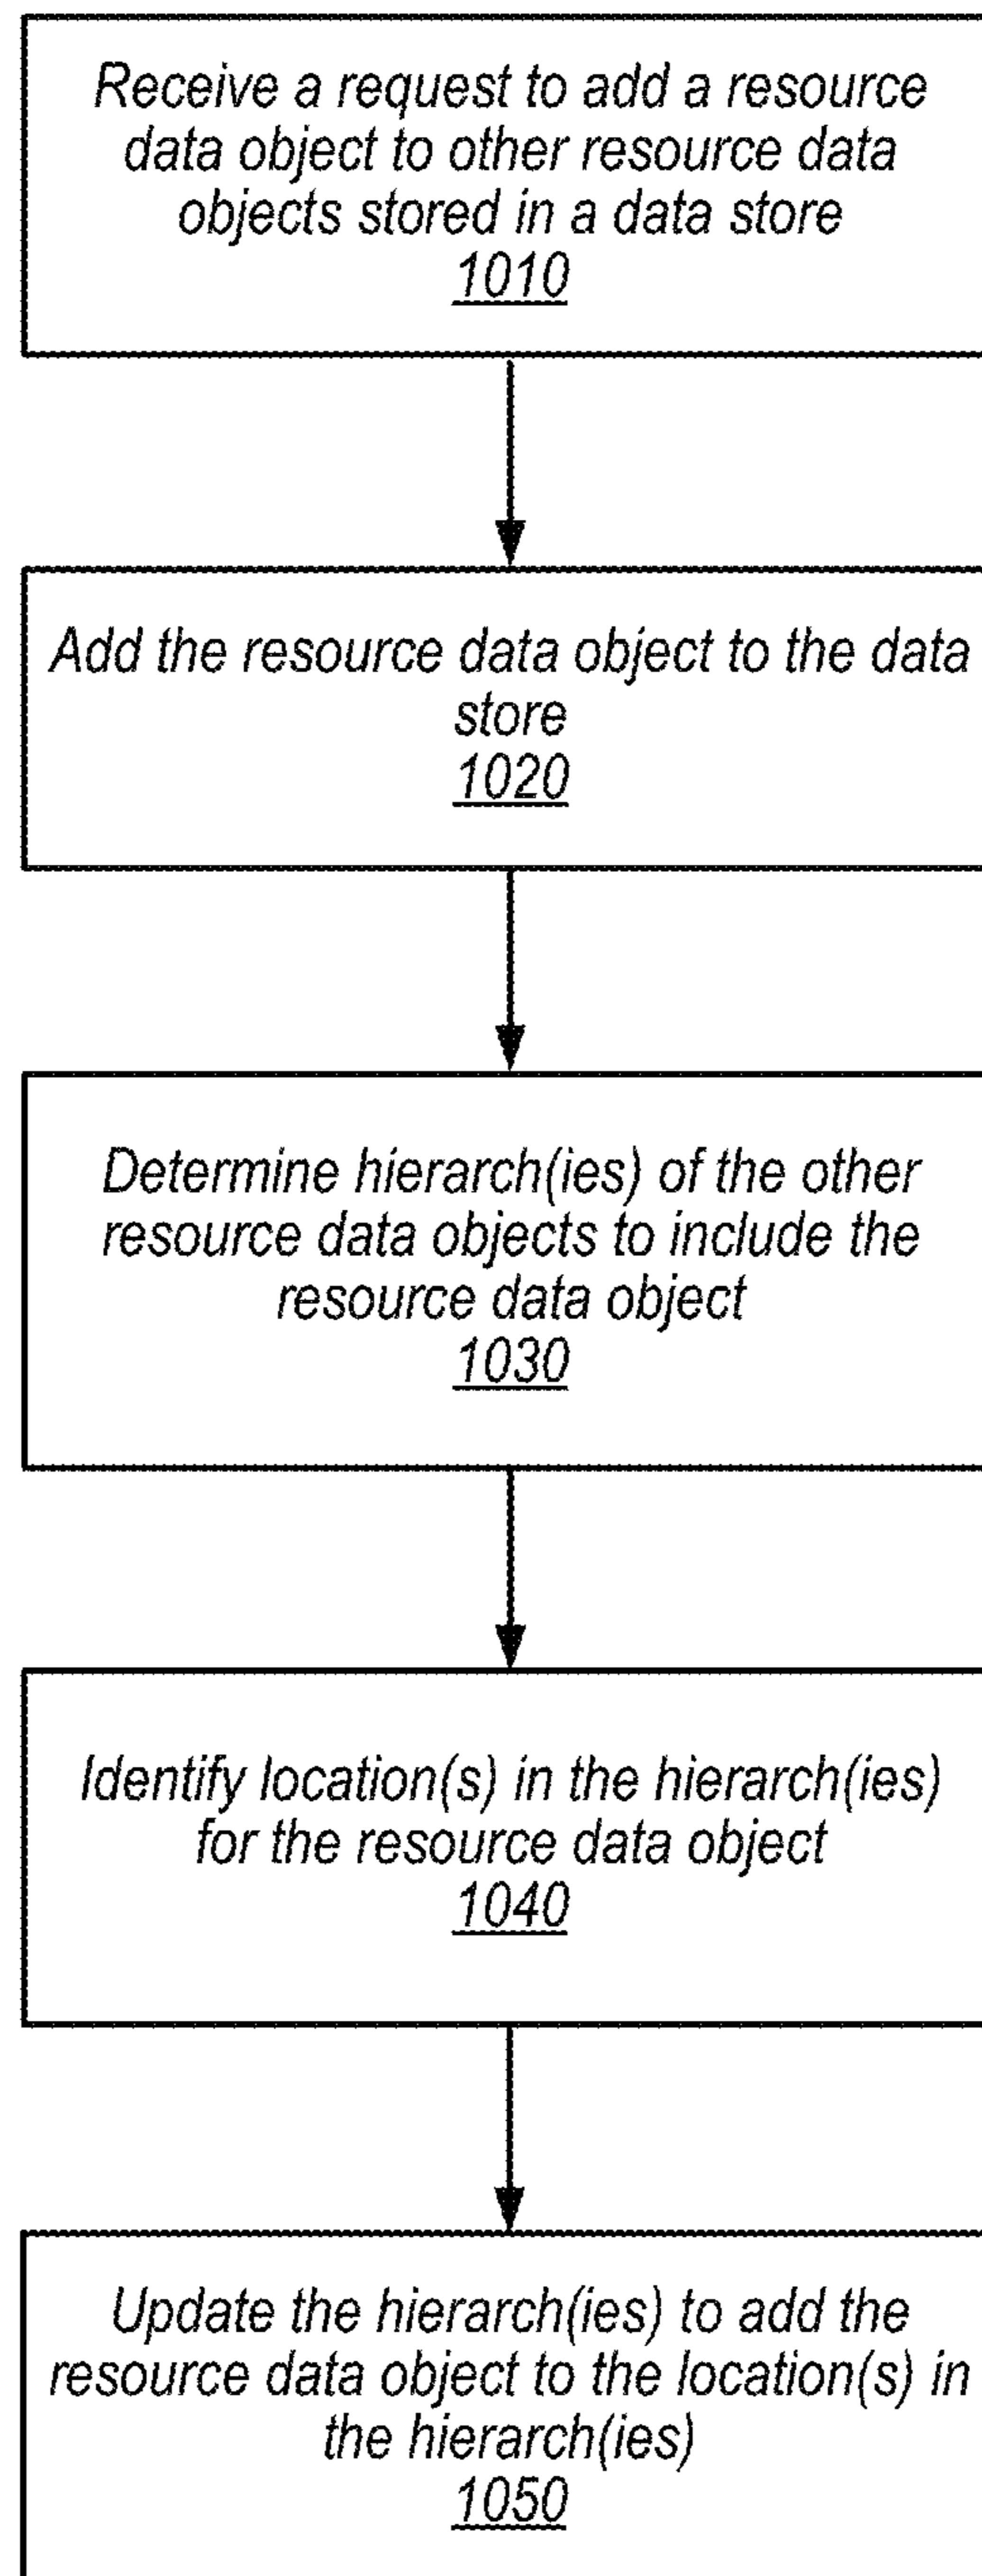 Receive a request to add a resource
data object to other resource data
objects stored in a data store
1010
Add the resource data object to the data
store
1020
Determine hierarch(ies) of the other
resource data objects to include the
resource data object
1030
Identify location(s) in the hierarch(ies)
for the resource data object
1040
Update the hierarch(ies) to add the
resource data object to the location(s) in
the hierarch(ies)
1050